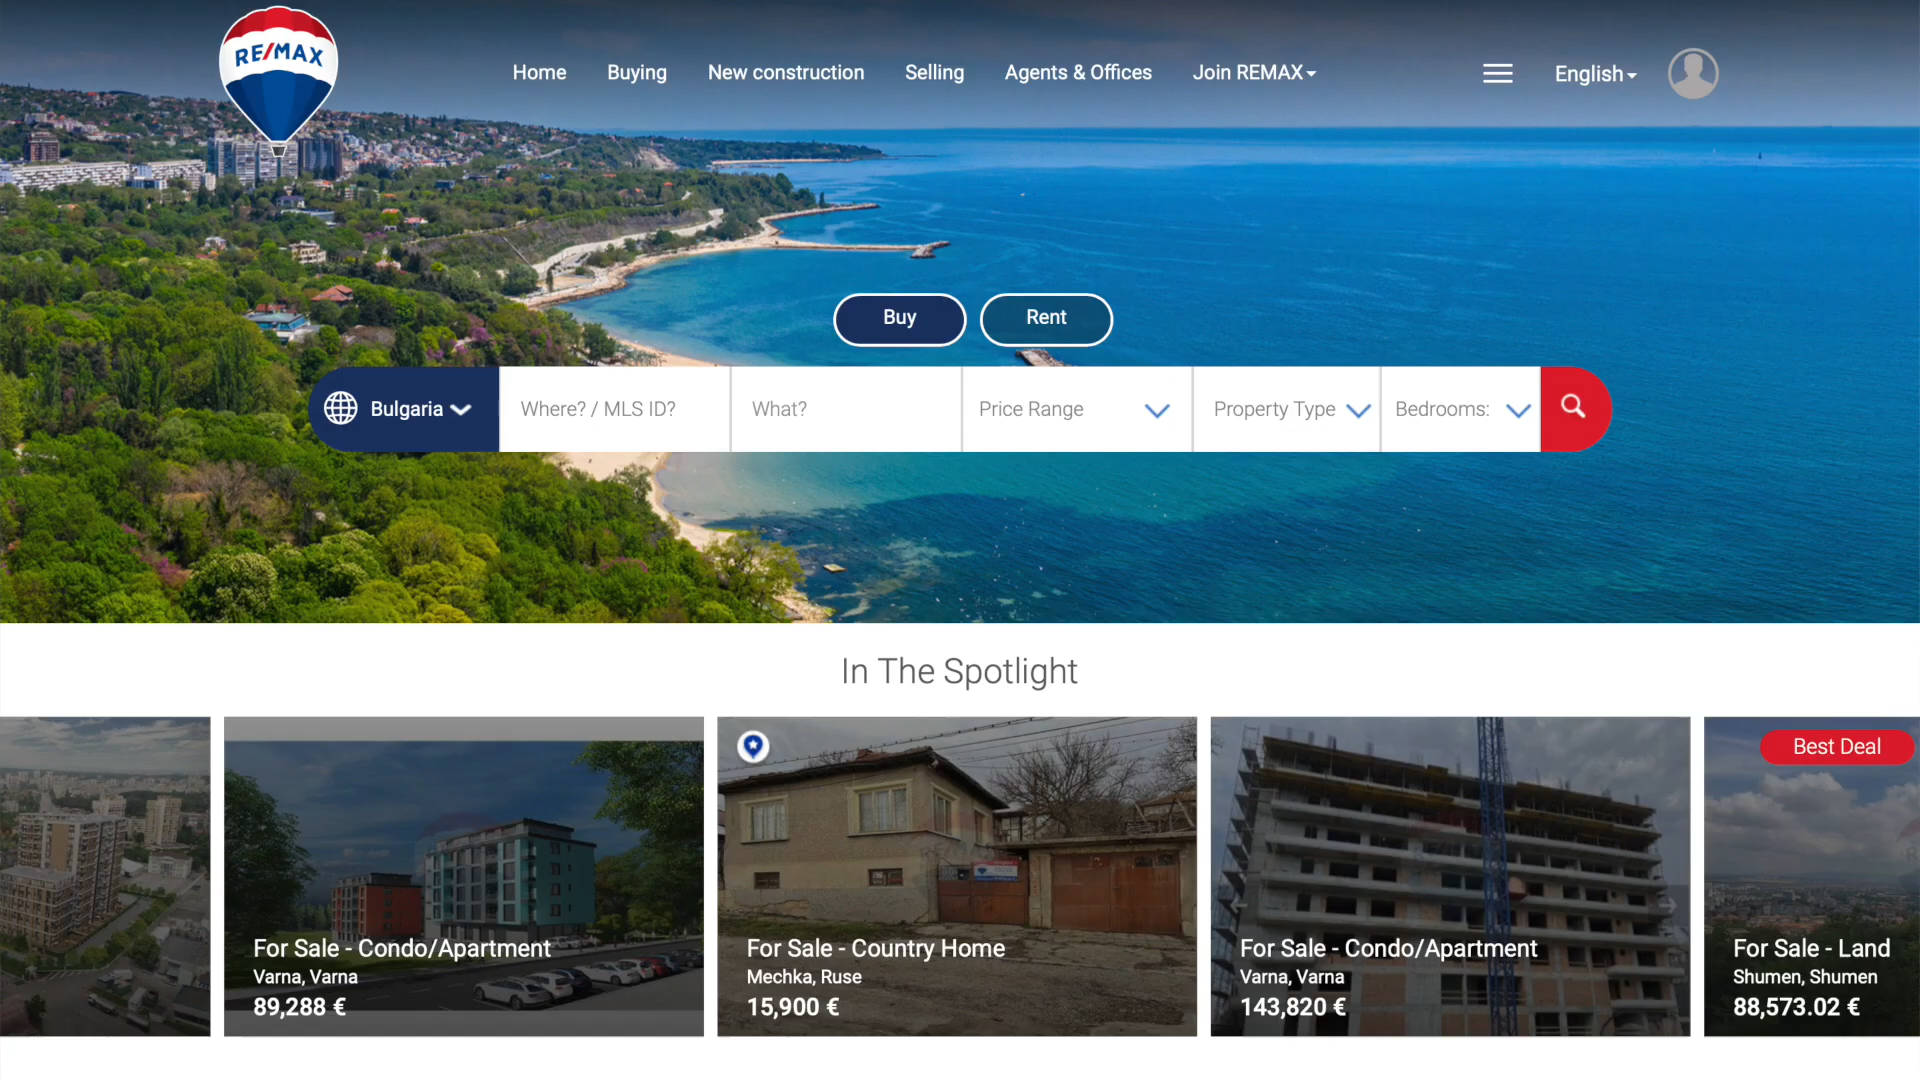 RE/MAX
Home
Buying
New construction
Selling
Agents & Offices
Join REMAX
English
Buy
Rent
Bulgaria
Where? / MLS ID?
What?
Price Range
Property Type
Bedrooms:
In The Spotlight
For Sale - Condo/Apartment
Varna, Varna
89,288 €
For Sale - Country Home
Mechka, Ruse
15,900 €
For Sale - Condo/Apartment
Varna, Varna
143,820 €
Best Deal
For Sale - Land
Shumen, Shumen
88,573.02 €